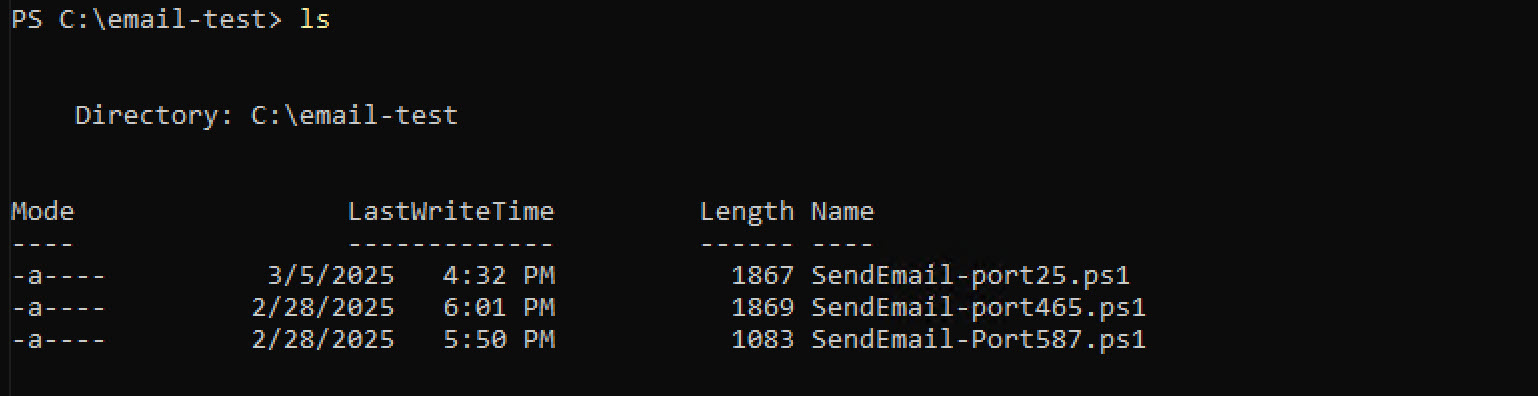 PS C:\email-test> ls
Directory: C:\email-test
Mode                 LastWriteTime         Length Name
----                 -------------         ------ ----
-a----          3/5/2025   4:32 PM           1867 SendEmail-port25.ps1
-a----         2/28/2025   6:01 PM           1869 SendEmail-port465.ps1
-a----         2/28/2025   5:50 PM           1083 SendEmail-Port587.ps1